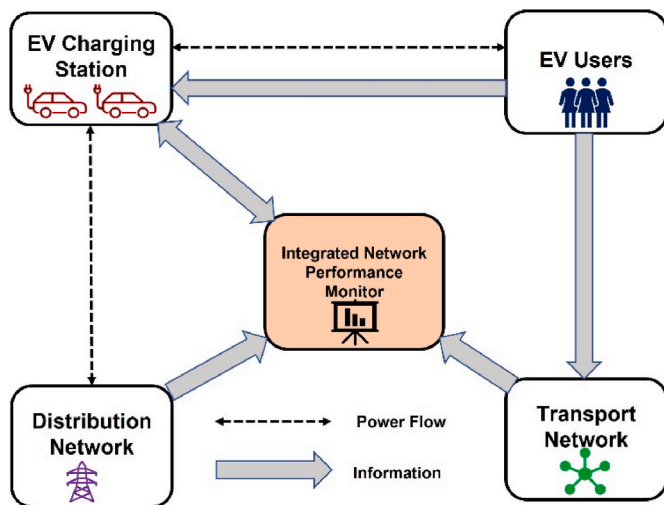 EV Charging
Station
EV Users
Integrated Network
Performance
Monitor
Distribution
Network
Transport
Network
Power Flow
Information